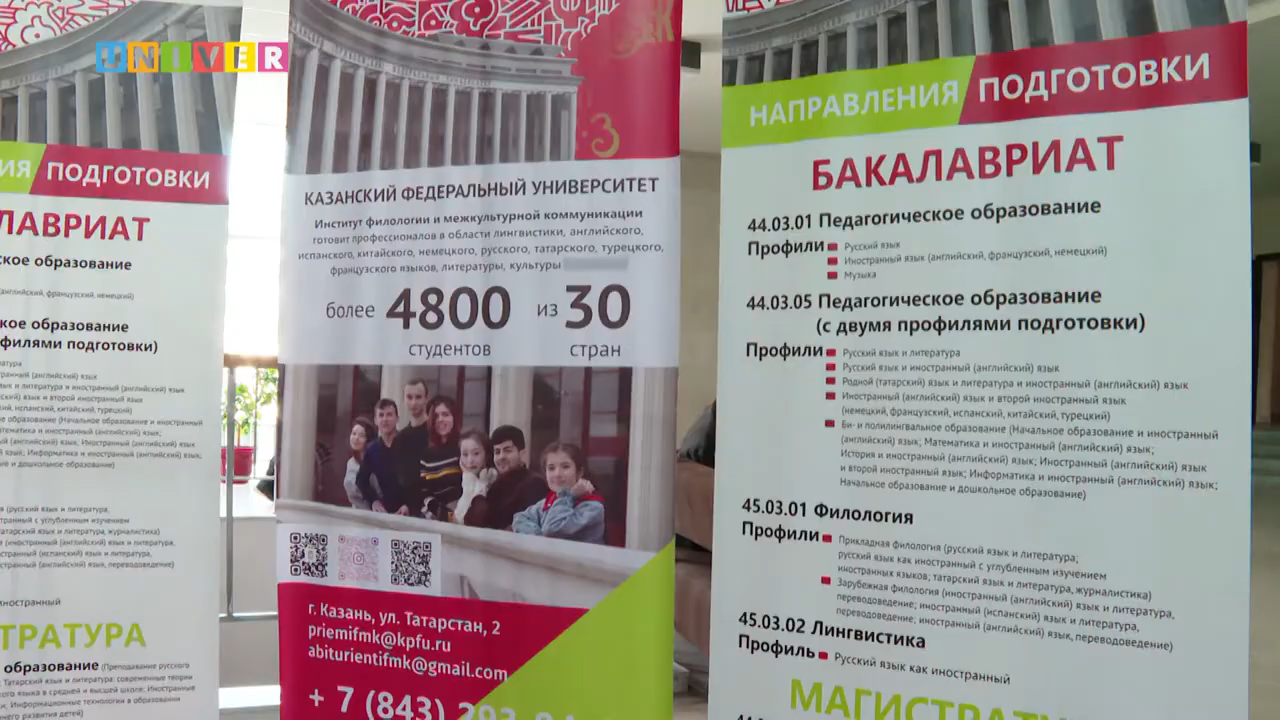 UNIVER
ИЯ ПОДГОТОВКИ
ЛАВРИАТ
ское образование
(английский, французский, немецкий)
кое образование
филями подготовки)
КАЗАНСКИЙ ФЕДЕРАЛЬНЫЙ УНИВЕРСИТЕТ
Институт филологии и межкультурной коммуникации
готовит профессионалов в области лингвистики, английского,
испанского, китайского, немецкого, русского, татарского, турецкого,
французского языков, литературы, культуры
более 4800 из 30
студентов стран
г. Казань, ул. Татарстан, 2
priemifmk@kpfu.ru
abiturientifmk@gmail.com
+ 7 (843)
НАПРАВЛЕНИЯ ПОДГОТОВКИ
БАКАЛАВРИАТ
44.03.01 Педагогическое образование
Профили Русский язык
Иностранный язык (английский, французский, немецкий)
Музыка
44.03.05 Педагогическое образование
(с двумя профилями подготовки)
Профили Русский язык и литература
Русский язык и иностранный (английский) язык
Родной (татарский) язык и литература и иностранный (английский) язык
Иностранный (английский) язык и второй иностранный язык
(немецкий, французский, испанский, китайский, турецкий)
Би- и полилингвальное образование (Начальное образование и иностранный
(английский) язык; Математика и иностранный (английский) язык;
История и иностранный (английский) язык; Иностранный (английский) язык
и второй иностранный язык; Информатика и иностранный (английский) язык;
Начальное образование и дошкольное образование)
45.03.01 Филология
Профили Прикладная филология (русский язык и литература;
русский язык как иностранный с углубленным изучением
иностранных языков; татарский язык и литература, журналистика)
Зарубежная филология (иностранный (английский) язык и литература,
переводоведение; иностранный (испанский) язык и литература,
переводоведение; иностранный (английский) язык, переводоведение)
45.03.02 Лингвистика
Профиль Русский язык как иностранный
МАГИСТРАТУ
ТРАТУРА
образование (Преподавание русского